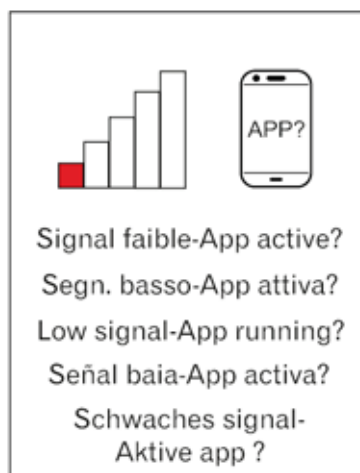 APP?
Signal faible-App active?
Segn. basso-App attiva?
Low signal-App running?
Señal baia-App activa?
Schwaches signal-
Aktive app ?